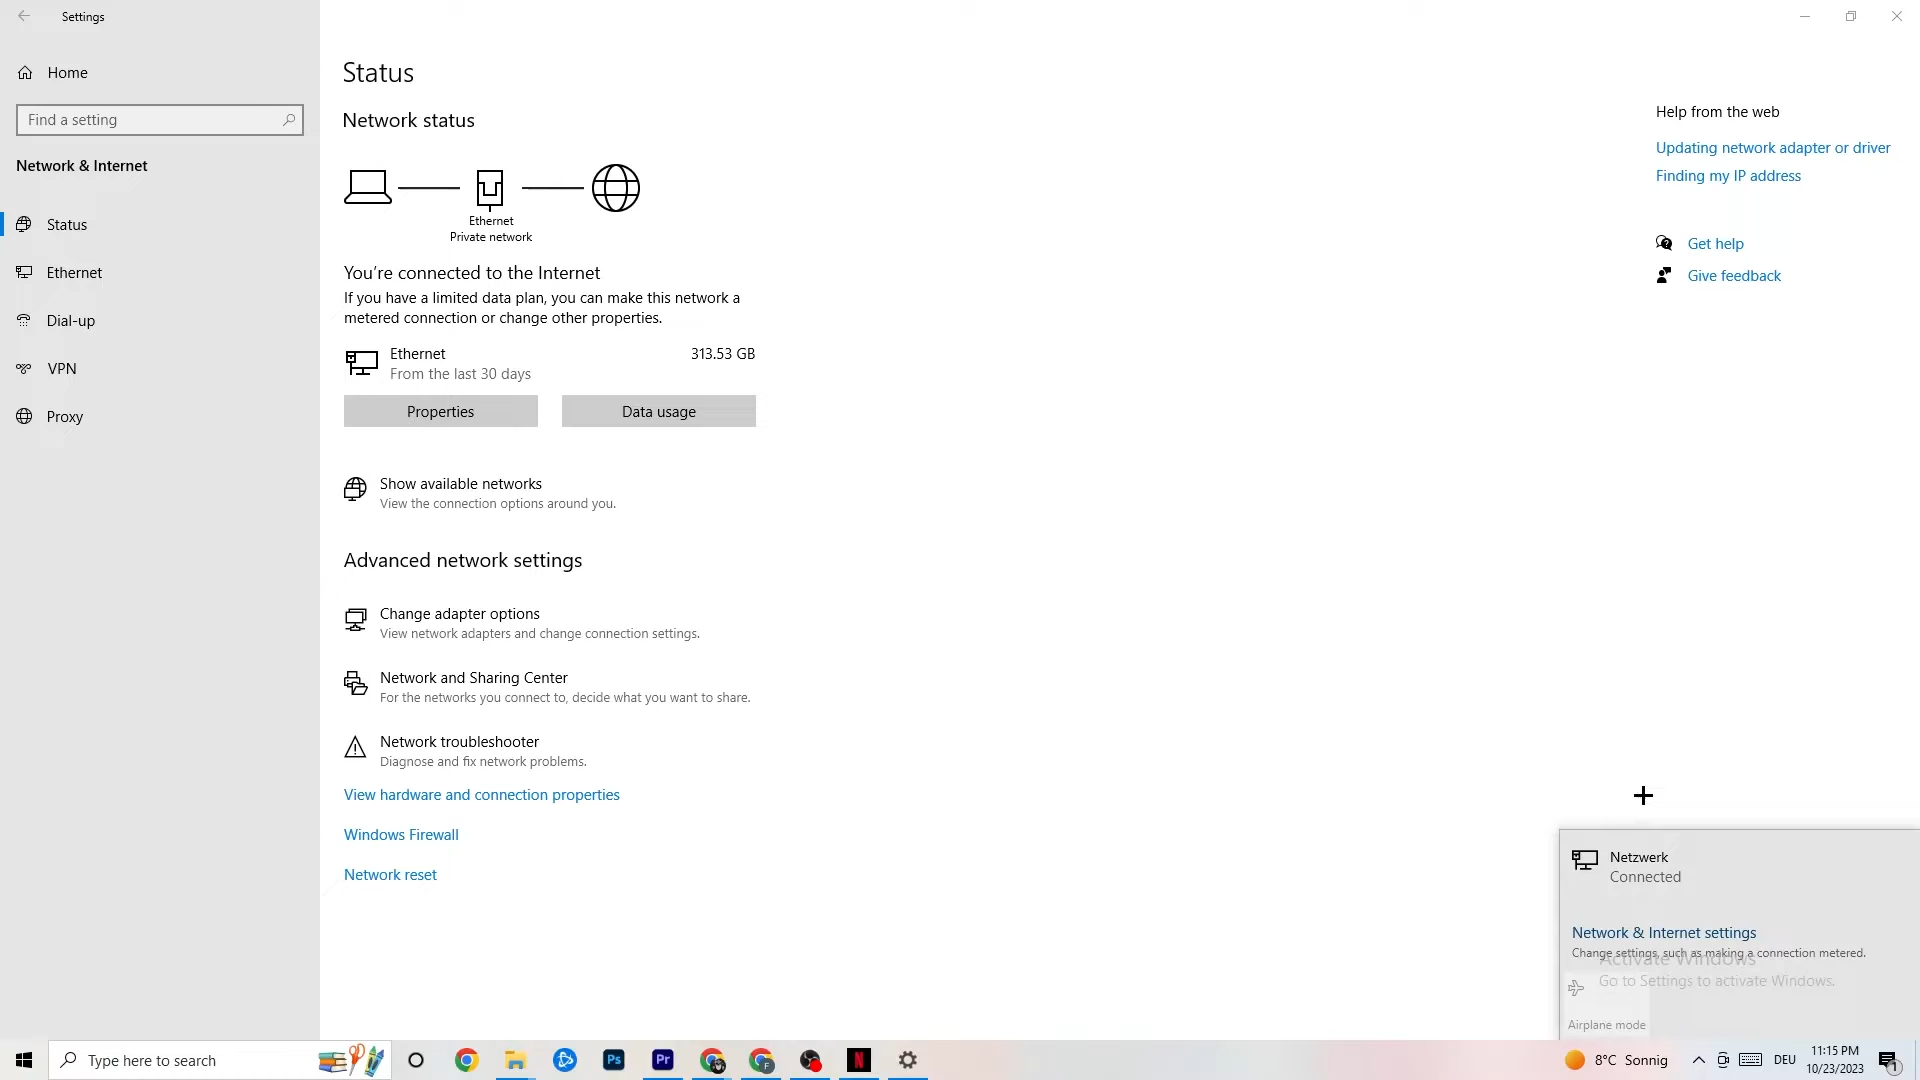 Settings
Home
Find a setting
Network & Internet
Status
Ethernet
Dial-up
VPN
Proxy
Status
Network status
Ethernet
Private network
You're connected to the Internet
If you have a limited data plan, you can make this network a
metered connection or change other properties.
Ethernet 313.53 GB
From the last 30 days
Properties Data usage
Show available networks
View the connection options around you.
Advanced network settings
Change adapter options
View network adapters and change connection settings.
Network and Sharing Center
For the networks you connect to, decide what you want to share.
Network troubleshooter
Diagnose and fix network problems.
View hardware and connection properties
Windows Firewall
Network reset
Help from the web
Updating network adapter or driver
Finding my IP address
Get help
Give feedback
Netzwerk
Connected
Network & Internet settings
Change settings, such as making a connection metered.
Activate Windows
Go to Settings to activate Windows.
Airplane mode
Type here to search
Ps
Pr
F
N
8°C Sonnig
DEU
11:15 PM
10/23/2023
1